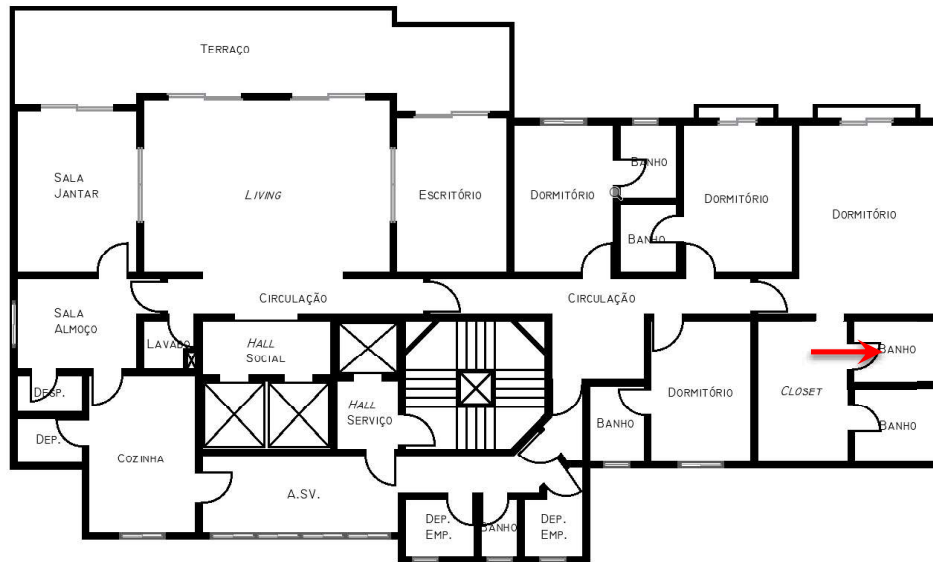 TERRAÇO
SALA
JANTAR
LIVING
ESCRITÓRIO
DORMITÓRIO
BANHO
BANHO
DORMITÓRIO
DORMITÓRIO
SALA
ALMOÇO
CIRCULAÇÃO
CIRCULAÇÃO
LAVABO
HALL
SOCIAL
HALL
SERVIÇO
DESP.
DEP.
COZINHA
A.SV.
BANHO
DORMITÓRIO
CLOSET
BANHO
BANHO
DEP.
EMP.
BANHO
DEP.
EMP.